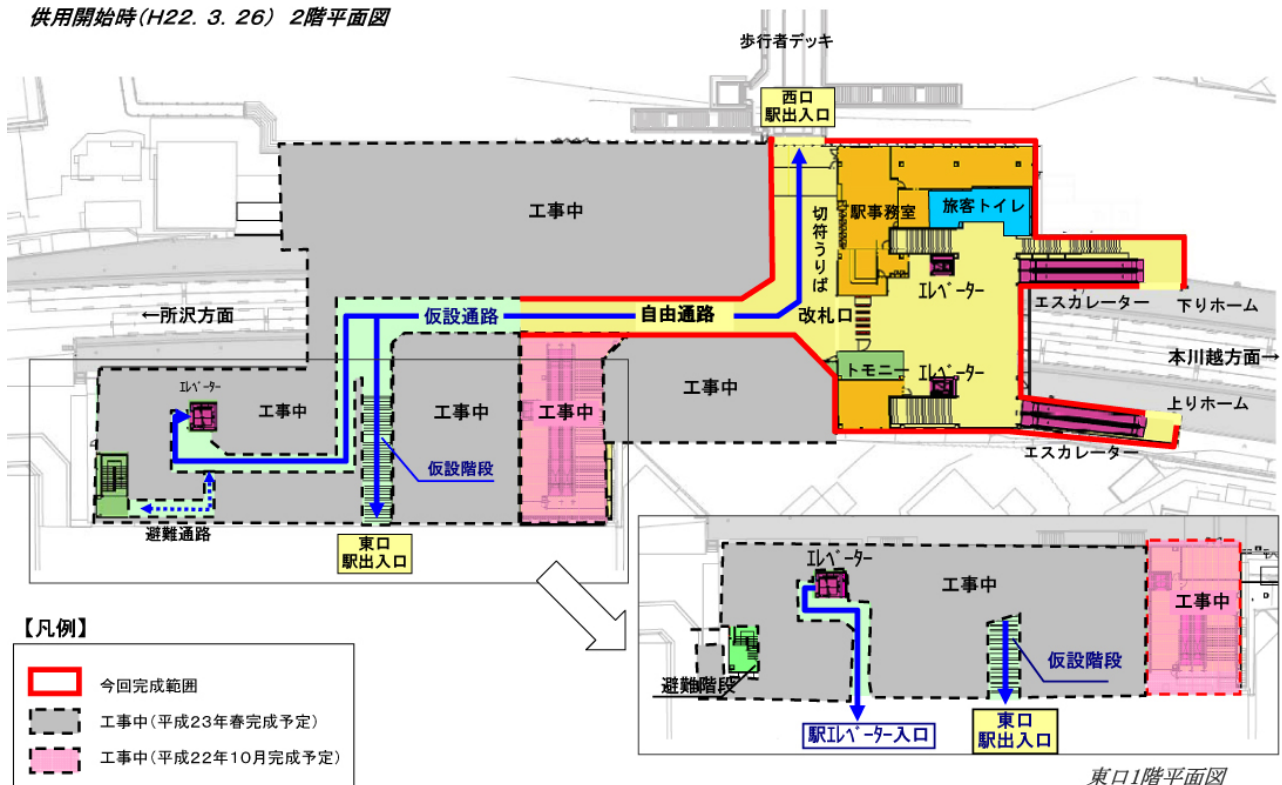 供用開始時(H22. 3. 26) 2階平面図
歩行者デッキ
西口
駅出入口
工事中
切符うりば
駅事務室
旅客トイレ
エレベーター
エスカレーター
下りホーム
←所沢方面
仮設通路
自由通路
改札口
本川越方面→
トモニー
エレベーター
上りホーム
エスカレーター
エレベーター
工事中
工事中
工事中
工事中
仮設階段
避難通路
東口
駅出入口
エレベーター
工事中
工事中
仮設階段
避難階段
駅エレベーター入口
東口
駅出入口
東口1階平面図
【凡例】
今回完成範囲
工事中(平成23年春完成予定)
工事中(平成22年10月完成予定)